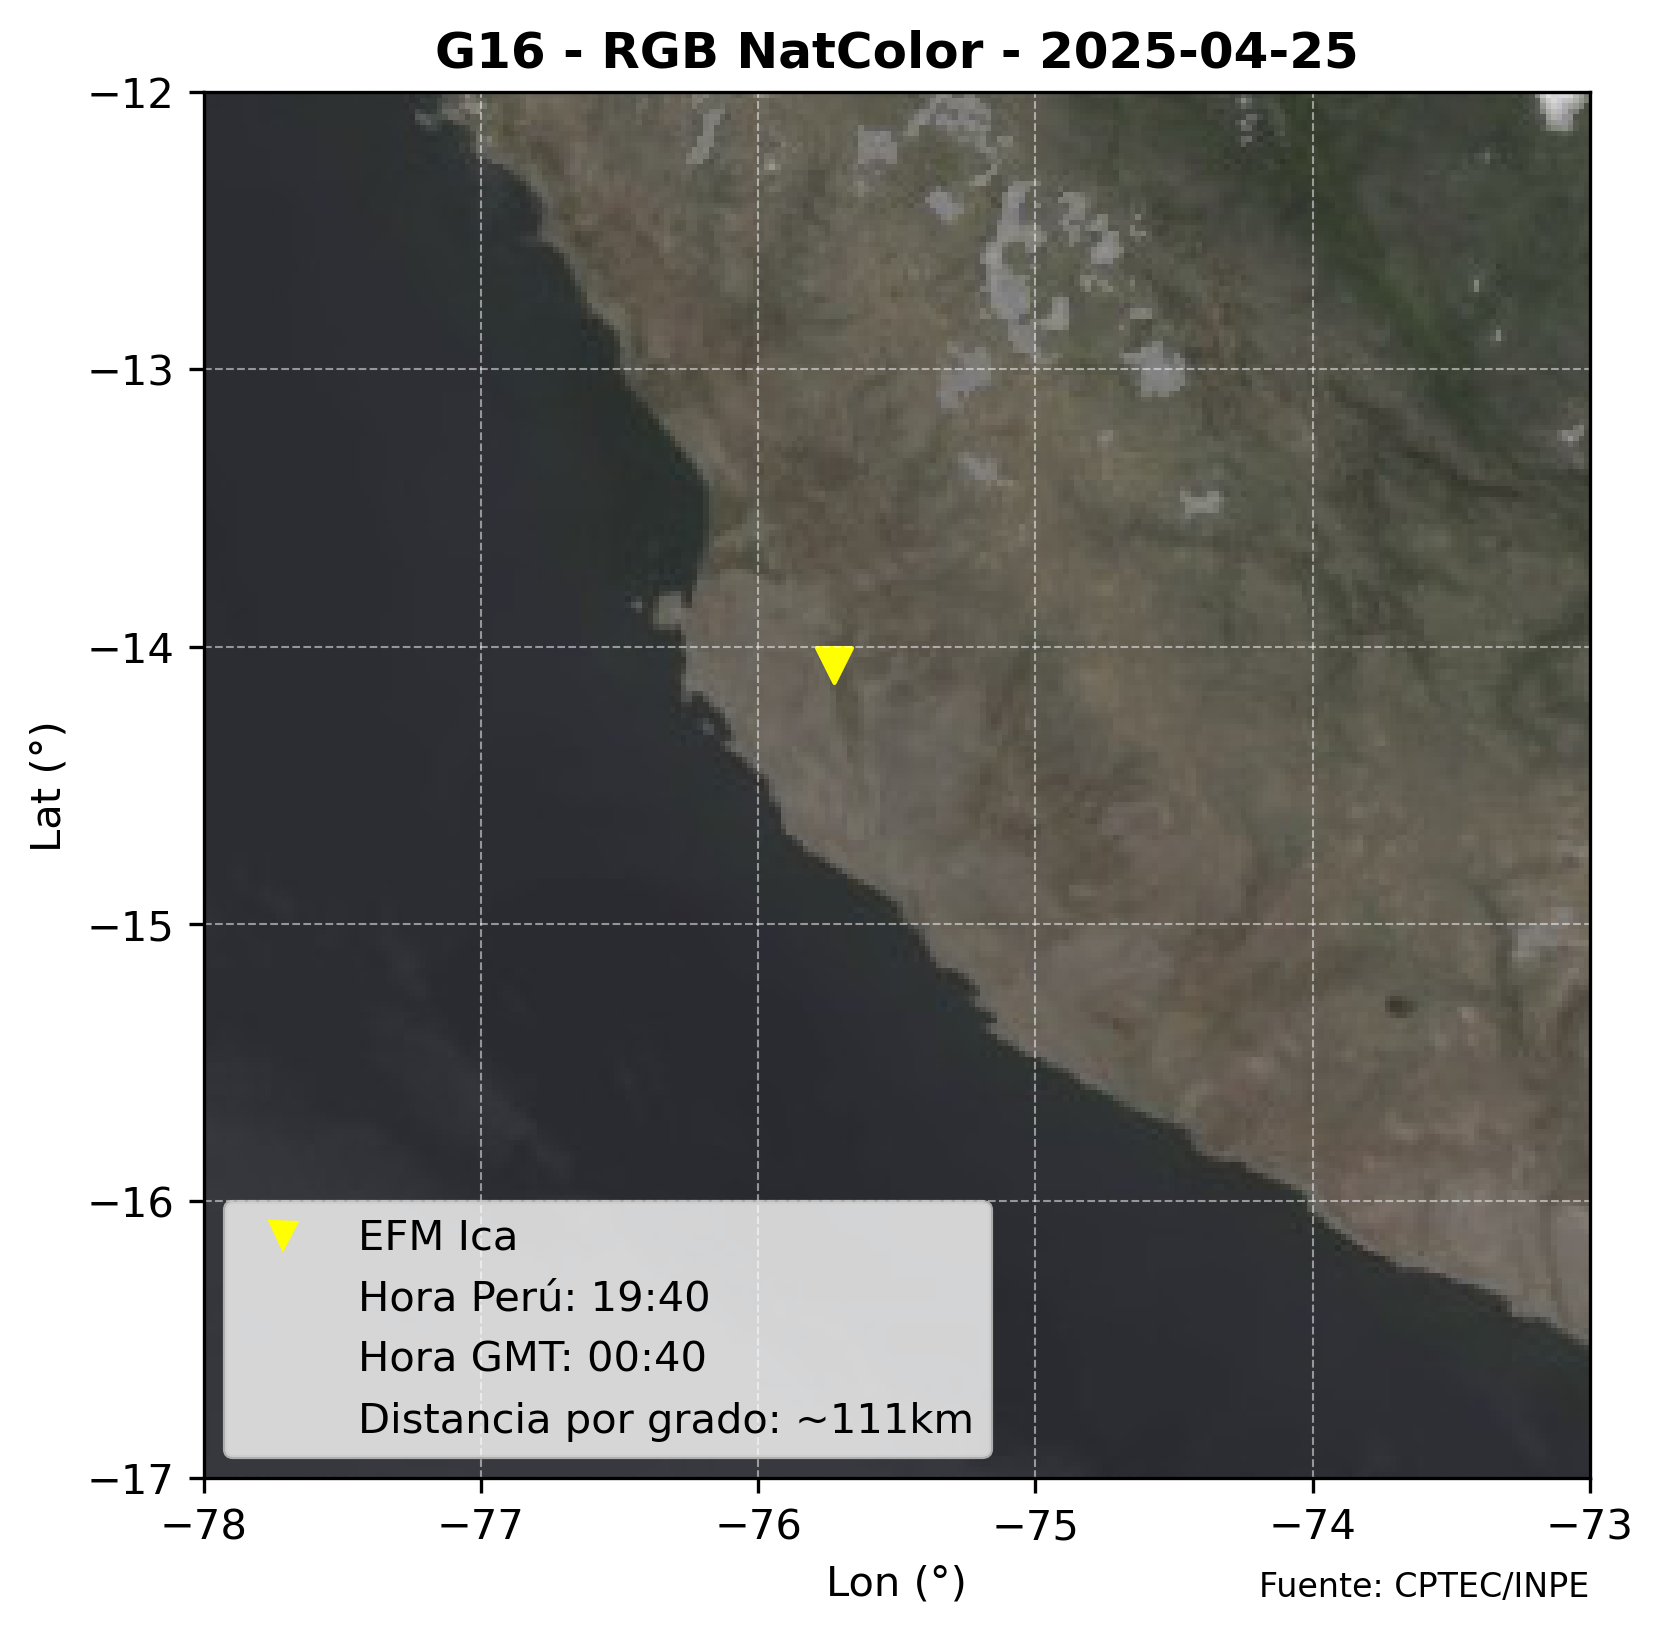 G16 - RGB NatColor - 2025-04-25
−12
−13
−14
−15
−16
−17
Lat (°)
EFM Ica
Hora Perú: 19:40
Hora GMT: 00:40
Distancia por grado: ~111km
−78 −77 −76 −75 −74 −73
Lon (°)
Fuente: CPTEC/INPE